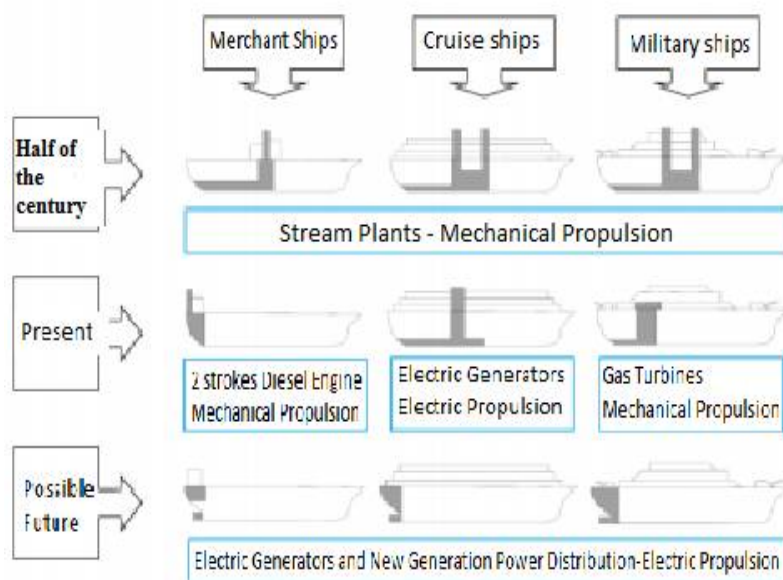 Merchant Ships
Cruise ships
Military ships
Half of
the
century
Stream Plants - Mechanical Propulsion
Present
2 strokes Diesel Engine
Mechanical Propulsion
Electric Generators
Electric Propulsion
Gas Turbines
Mechanical Propulsion
Possible
Future
Electric Generators and New Generation Power Distribution-Electric Propulsion